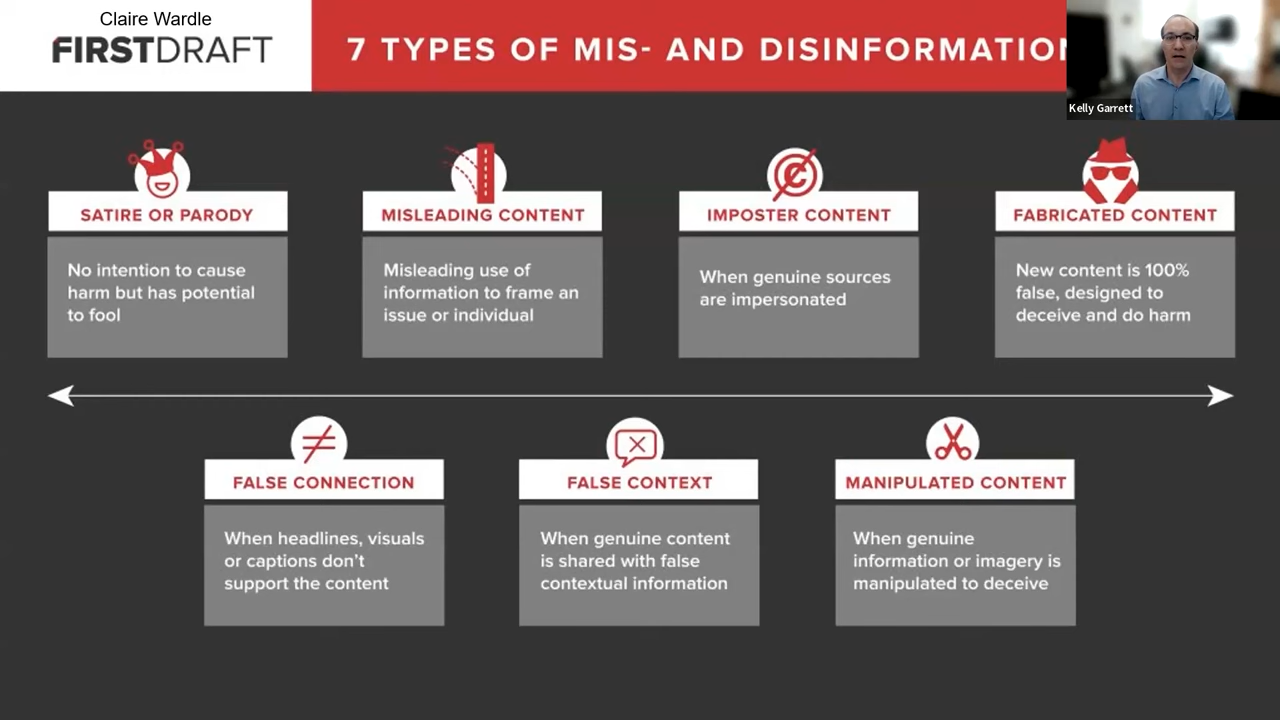 Claire Wardle
FIRSTDRAFT
7 TYPES OF MIS- AND DISINFORMATION
Kelly Garrett
SATIRE OR PARODY
No intention to cause
harm but has potential
to fool
MISLEADING CONTENT
Misleading use of
information to frame an
issue or individual
IMPOSTER CONTENT
When genuine sources
are impersonated
FABRICATED CONTENT
New content is 100%
false, designed to
deceive and do harm
FALSE CONNECTION
When headlines, visuals
or captions don’t
support the content
FALSE CONTEXT
When genuine content
is shared with false
contextual information
MANIPULATED CONTENT
When genuine
information or imagery is
manipulated to deceive